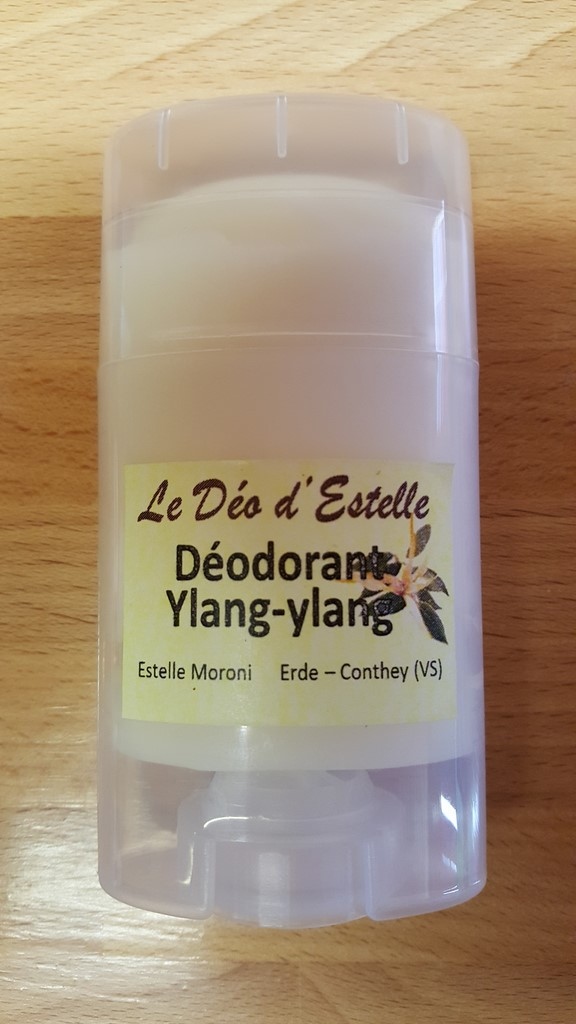 Le Déo d'Estelle
Déodorant
Ylang-ylang
Estelle Moroni Erde – Conthey (VS)